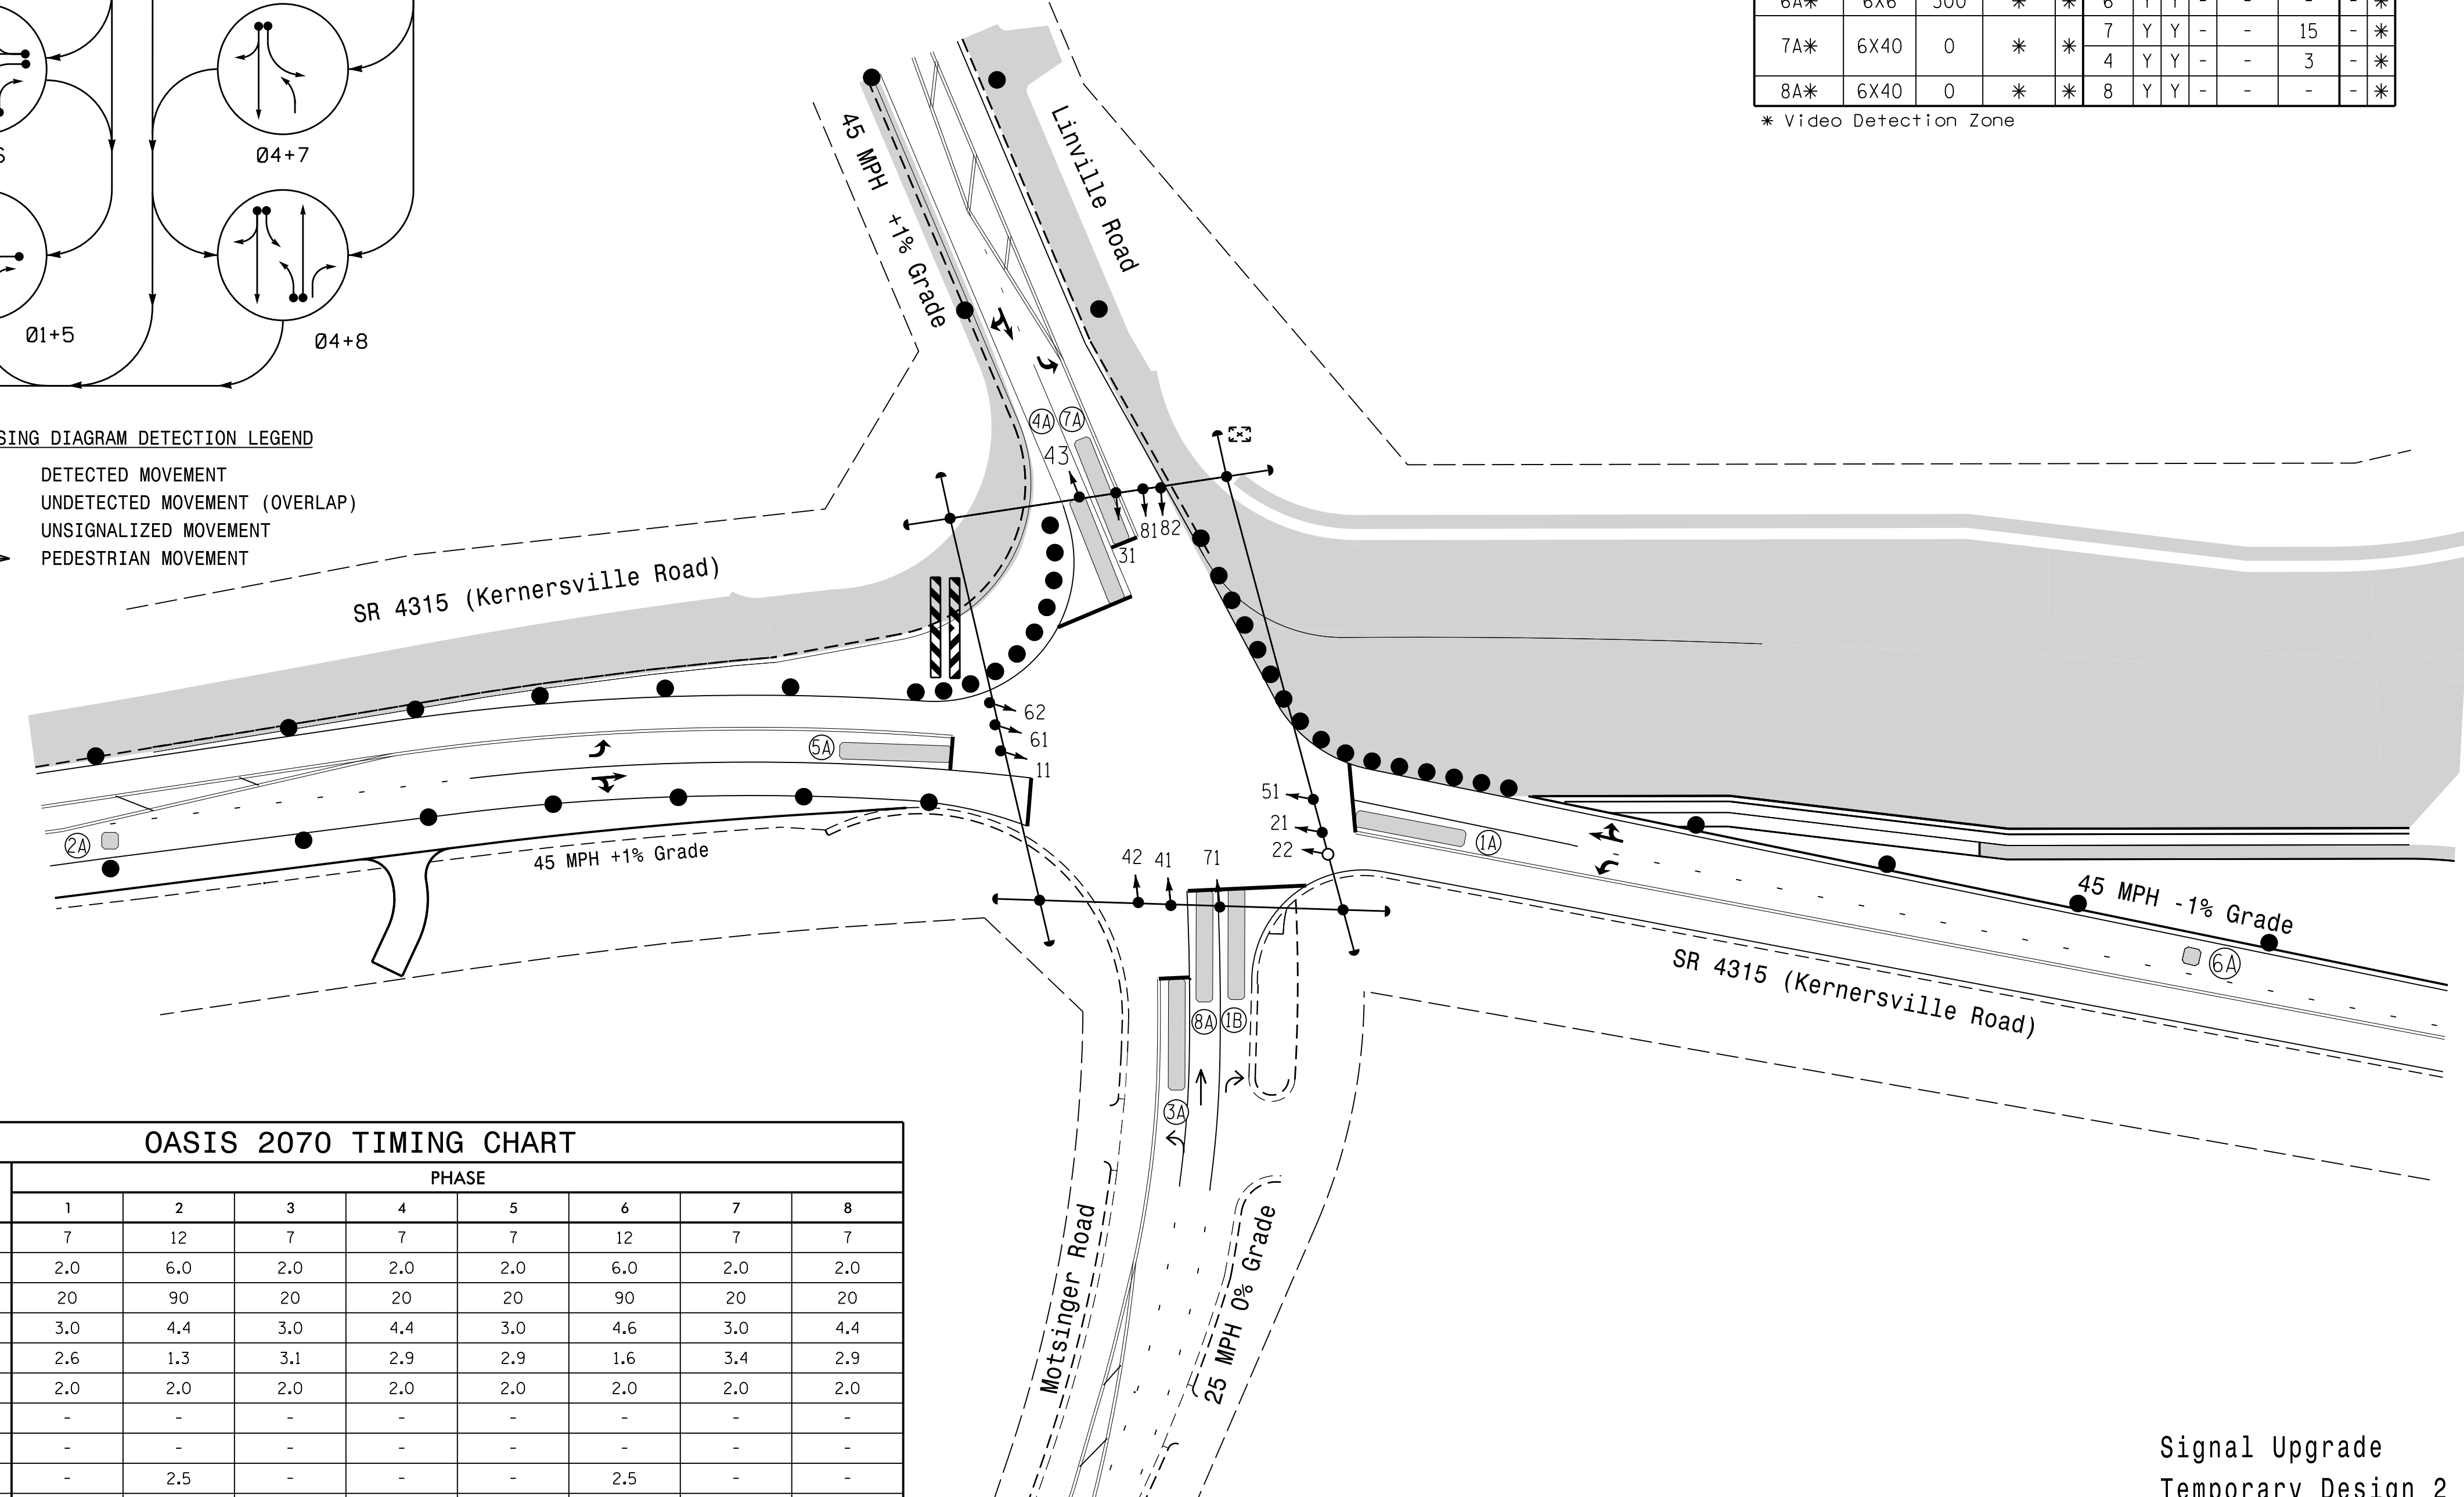 6A* 6X6 300 * * 6 Y Y - - - - *
7A* 6X40 0 * * 7 Y Y - - 15 - *
4 Y Y - - 3 - *
8A* 6X40 0 * * 8 Y Y - - - - *
* Video Detection Zone
6
Ø4+7
Ø1+5
Ø4+8
SING DIAGRAM DETECTION LEGEND
DETECTED MOVEMENT
UNDETECTED MOVEMENT (OVERLAP)
UNSIGNALIZED MOVEMENT
PEDESTRIAN MOVEMENT
45 MPH +1% Grade
Linville Road
4A 7A
43
81 82
31
SR 4315 (Kernersville Road)
62
61
11
5A
2A
45 MPH +1% Grade
51
21
22
1A
42 41 71
45 MPH -1% Grade
6A
SR 4315 (Kernersville Road)
8A 1B
3A
Motsinger Road
25 MPH 0% Grade
OASIS 2070 TIMING CHART
PHASE
1 2 3 4 5 6 7 8
7 12 7 7 7 12 7 7
2.0 6.0 2.0 2.0 2.0 6.0 2.0 2.0
20 90 20 20 20 90 20 20
3.0 4.4 3.0 4.4 3.0 4.6 3.0 4.4
2.6 1.3 3.1 2.9 2.9 1.6 3.4 2.9
2.0 2.0 2.0 2.0 2.0 2.0 2.0 2.0
- - - - - - - -
- - - - - - - -
- 2.5 - - - 2.5 - -
Signal Upgrade
Temporary Design 2